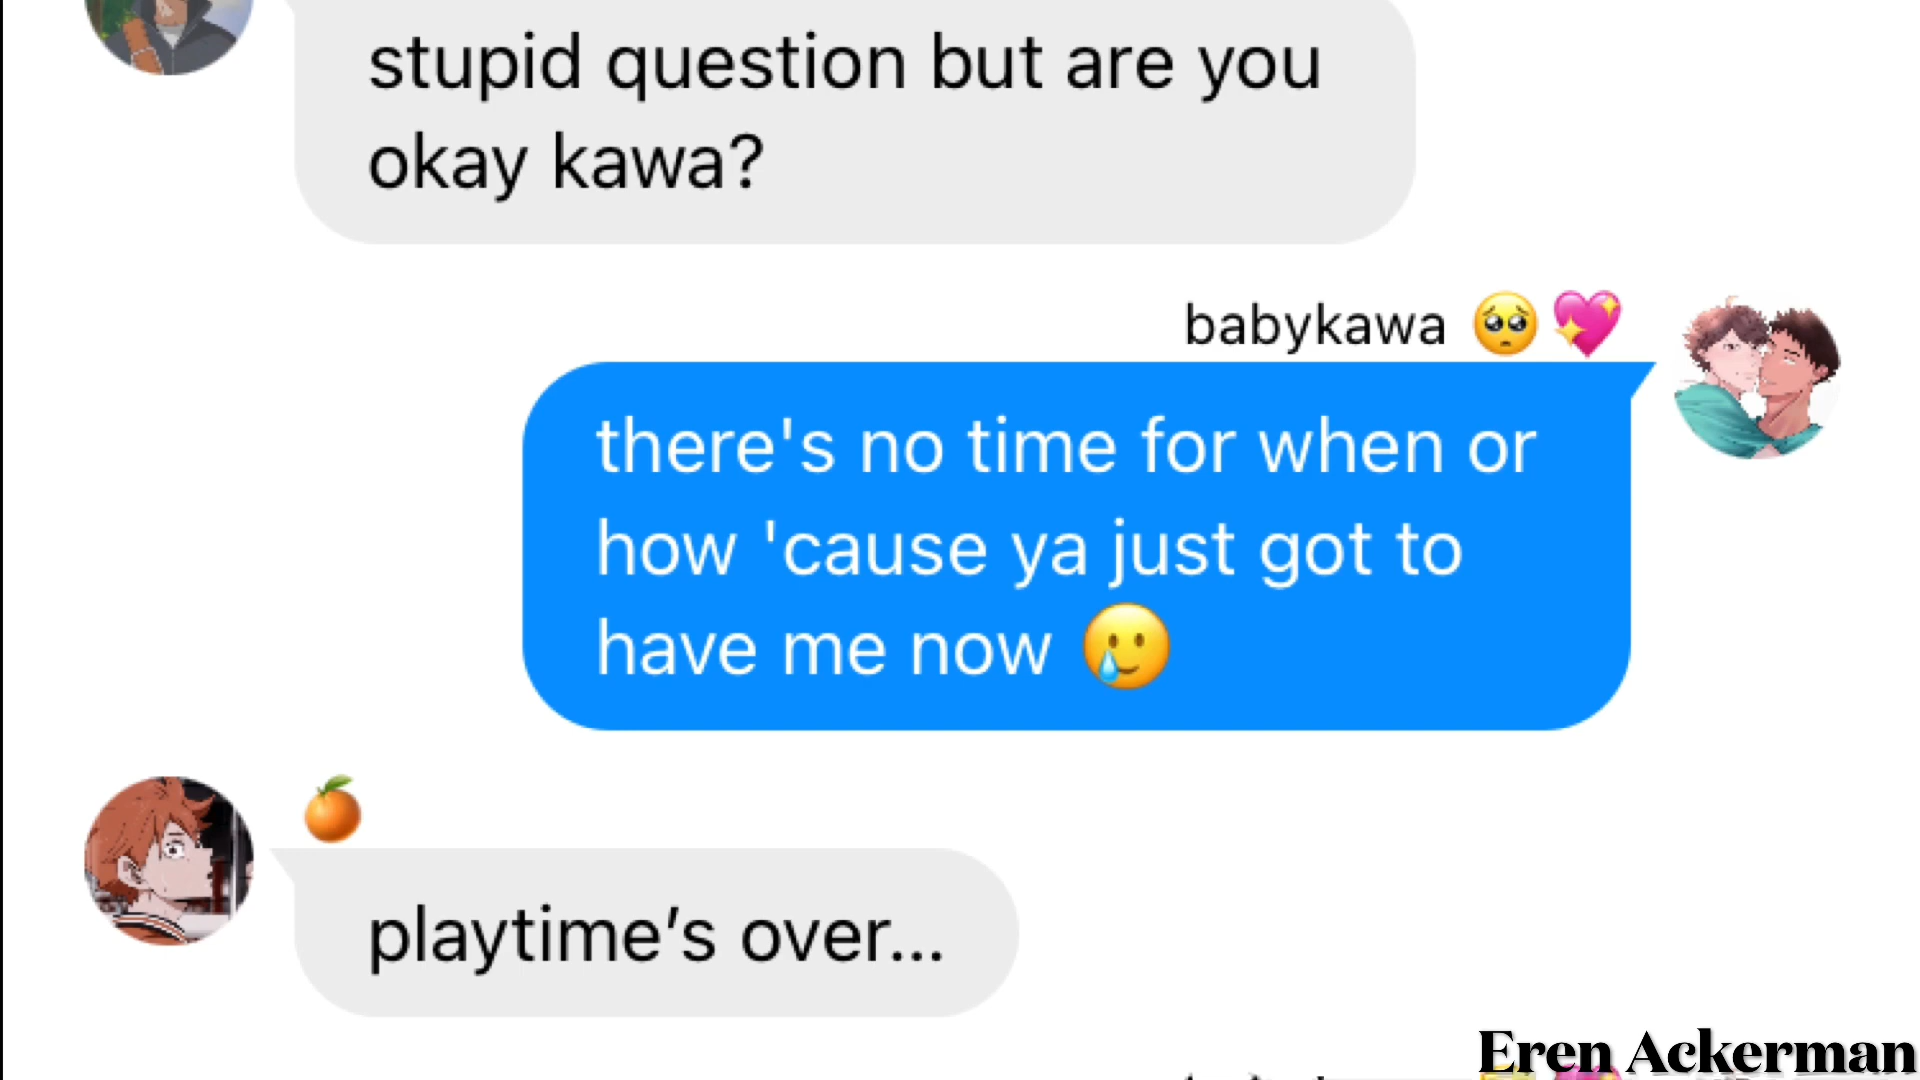 stupid question but are you
okay kawa?
babykawa 🥺💖
there's no time for when or
how 'cause ya just got to
have me now 🥲
🍊
playtime’s over...
Eren Ackerman